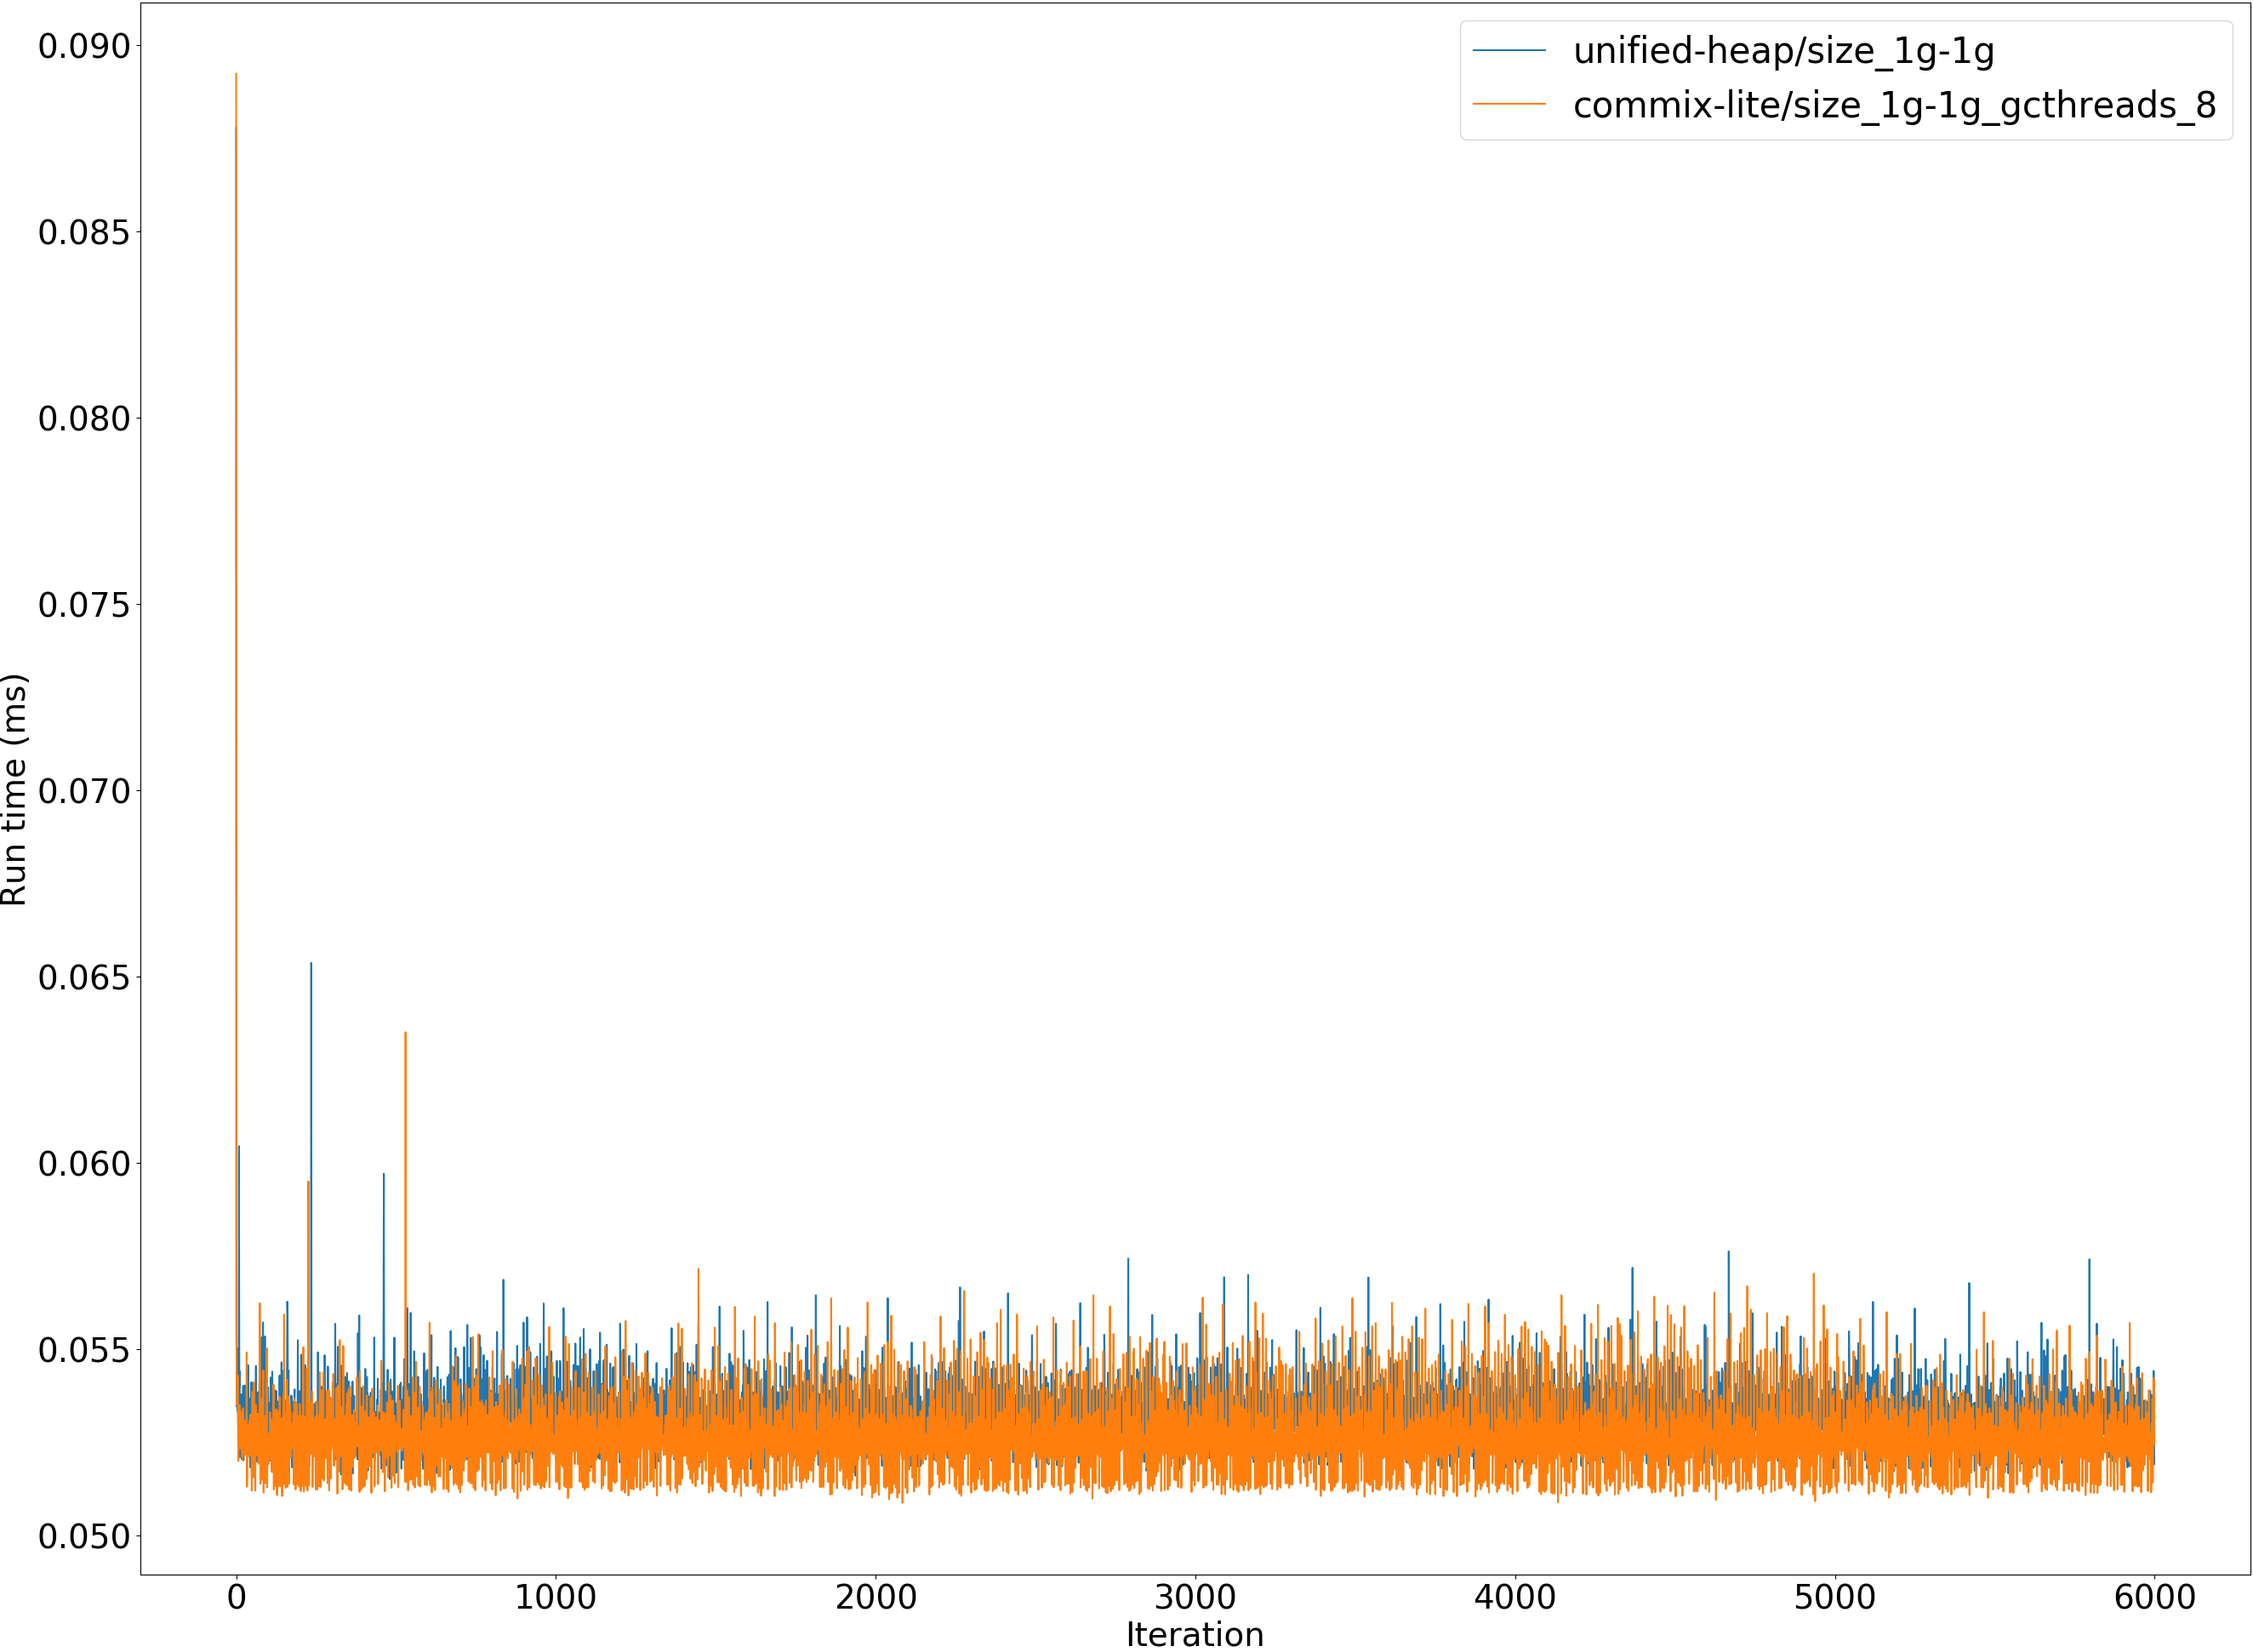 unified-heap/size_1g-1g
commix-lite/size_1g-1g_gcthreads_8
Run time (ms)
0.090
0.085
0.080
0.075
0.070
0.065
0.060
0.055
0.050
0 1000 2000 3000 4000 5000 6000
Iteration